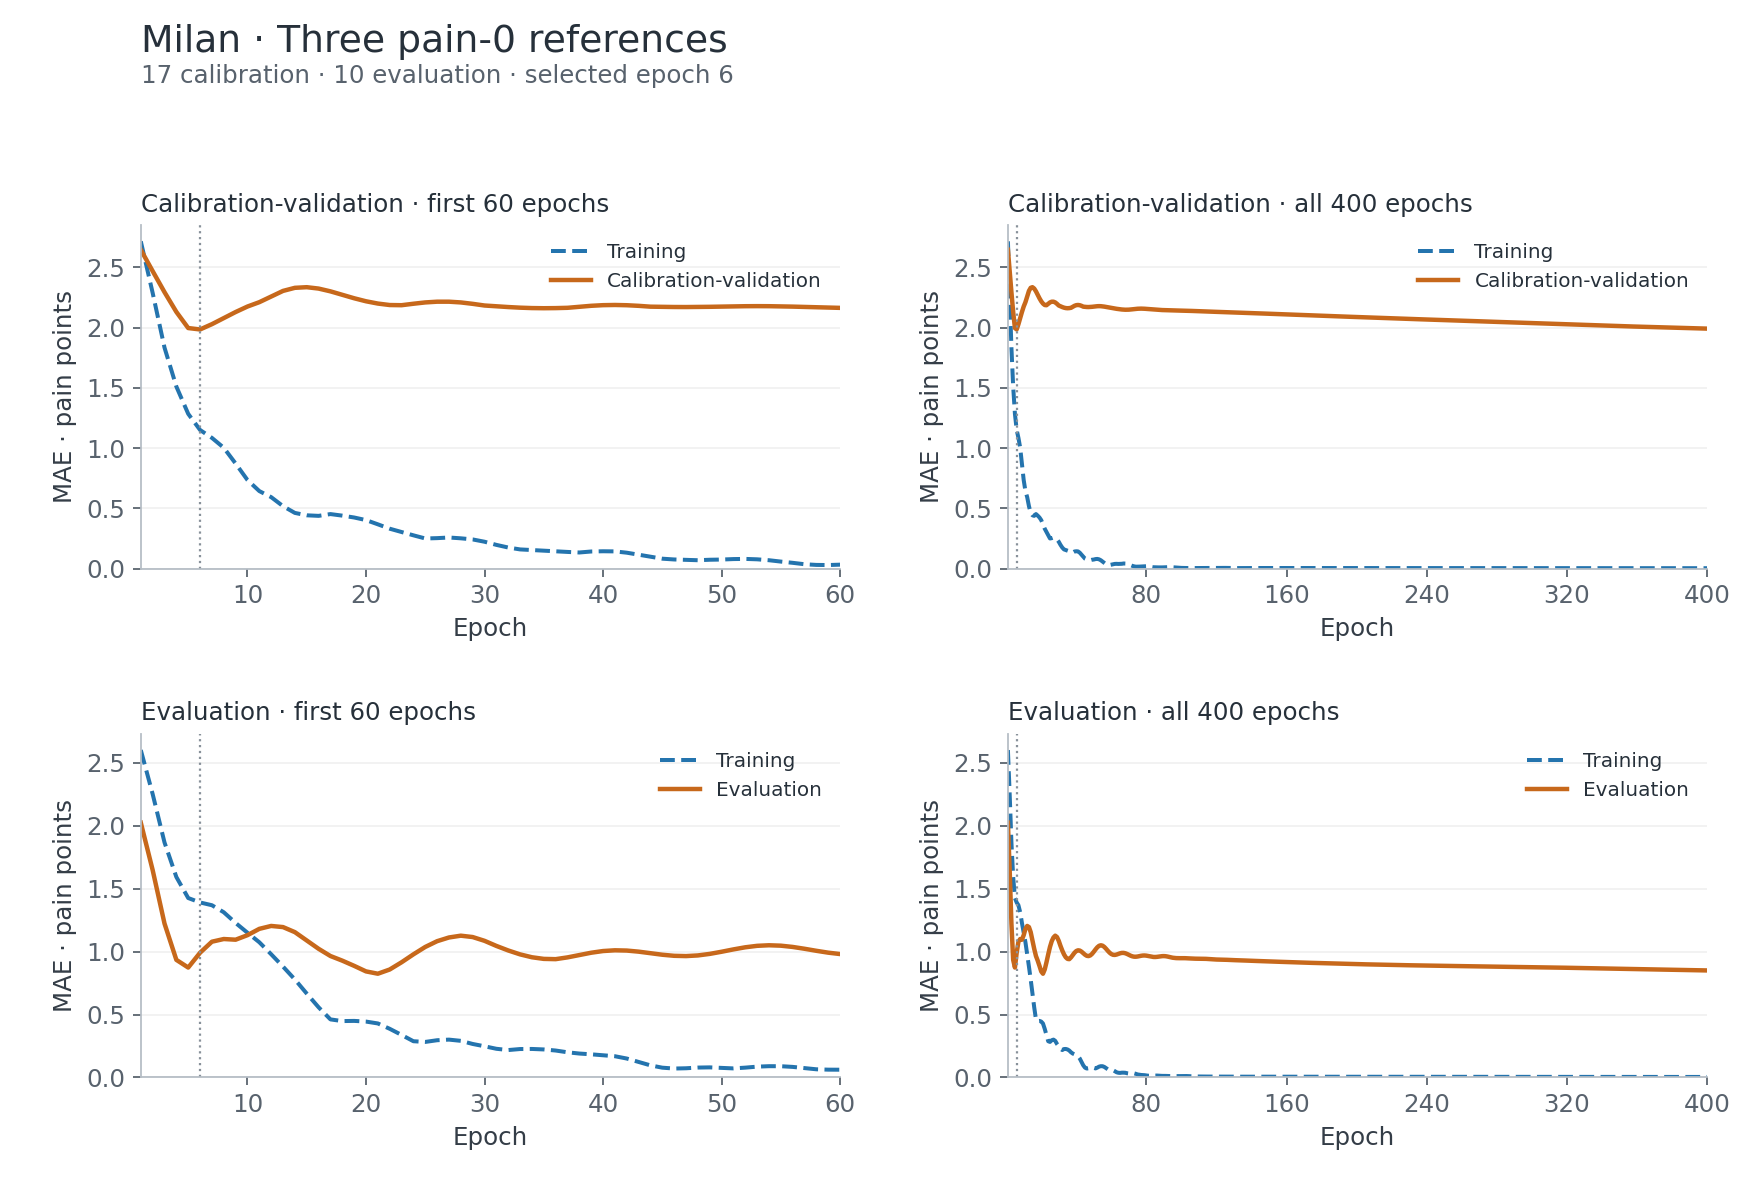 Milan · Three pain-0 references
17 calibration · 10 evaluation · selected epoch 6
Calibration-validation · first 60 epochs
MAE · pain points
2.5
2.0
1.5
1.0
0.5
0.0
Training
Calibration-validation
10 20 30 40 50 60
Epoch
Calibration-validation · all 400 epochs
MAE · pain points
2.5
2.0
1.5
1.0
0.5
0.0
Training
Calibration-validation
80 160 240 320 400
Epoch
Evaluation · first 60 epochs
MAE · pain points
2.5
2.0
1.5
1.0
0.5
0.0
Training
Evaluation
10 20 30 40 50 60
Epoch
Evaluation · all 400 epochs
MAE · pain points
2.5
2.0
1.5
1.0
0.5
0.0
Training
Evaluation
80 160 240 320 400
Epoch